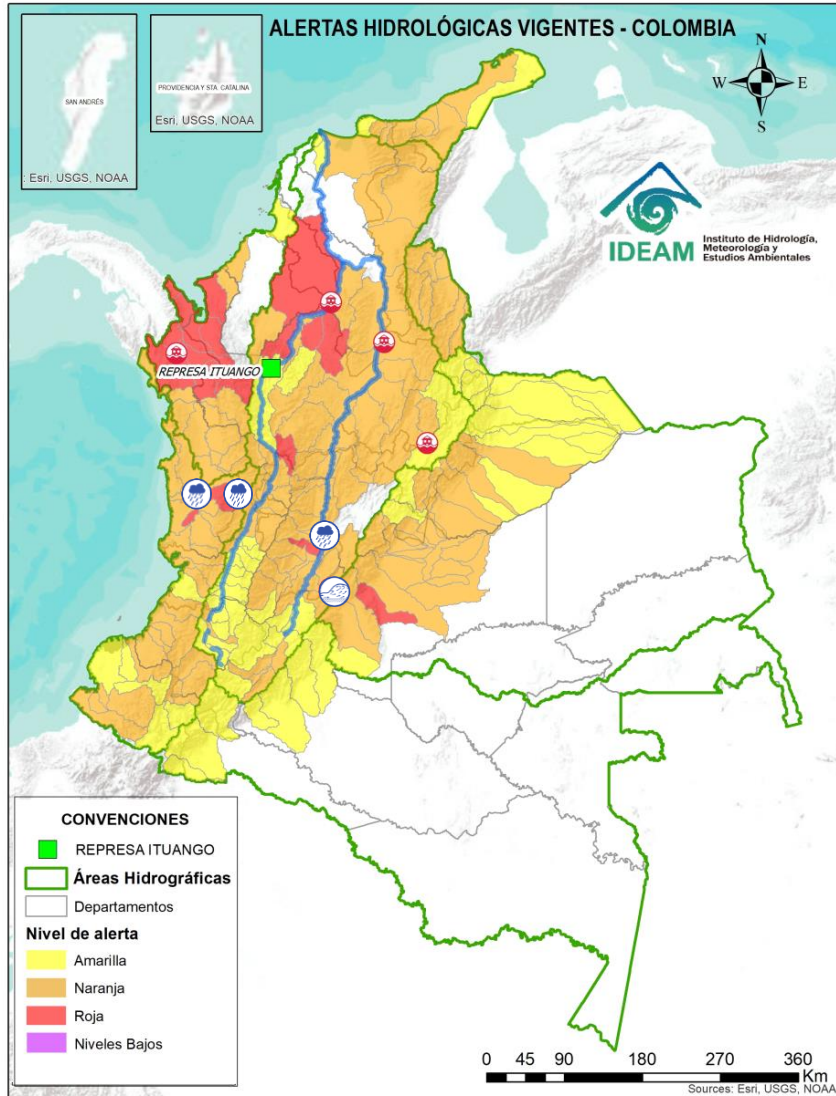 ALERTAS HIDROLÓGICAS VIGENTES - COLOMBIA
SAN ANDRÉS
: Esri, USGS, NOAA
PROVIDENCIA Y STA. CATALINA
Esri, USGS, NOAA
N
W
E
S
IDEAM
Instituto de Hidrología,
Meteorología y
Estudios Ambientales
REPRESA ITUANGO
CONVENCIONES
REPRESA ITUANGO
Áreas Hidrográficas
Departamentos
Nivel de alerta
Amarilla
Naranja
Roja
Niveles Bajos
0 45 90 180 270 360
Km
Sources: Esri, USGS, NOAA